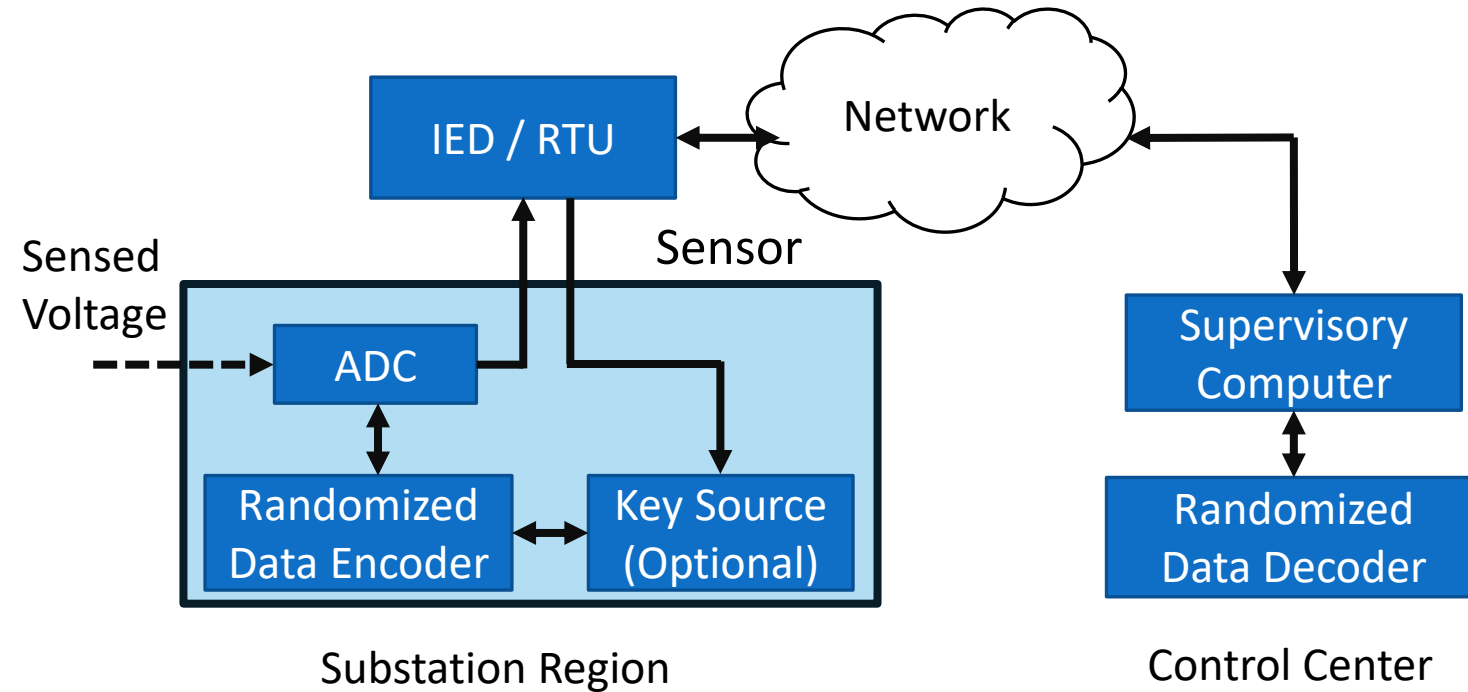 IED / RTU
Network
Sensor
Sensed
Voltage
ADC
Randomized
Data Encoder
Key Source
(Optional)
Supervisory
Computer
Randomized
Data Decoder
Substation Region
Control Center